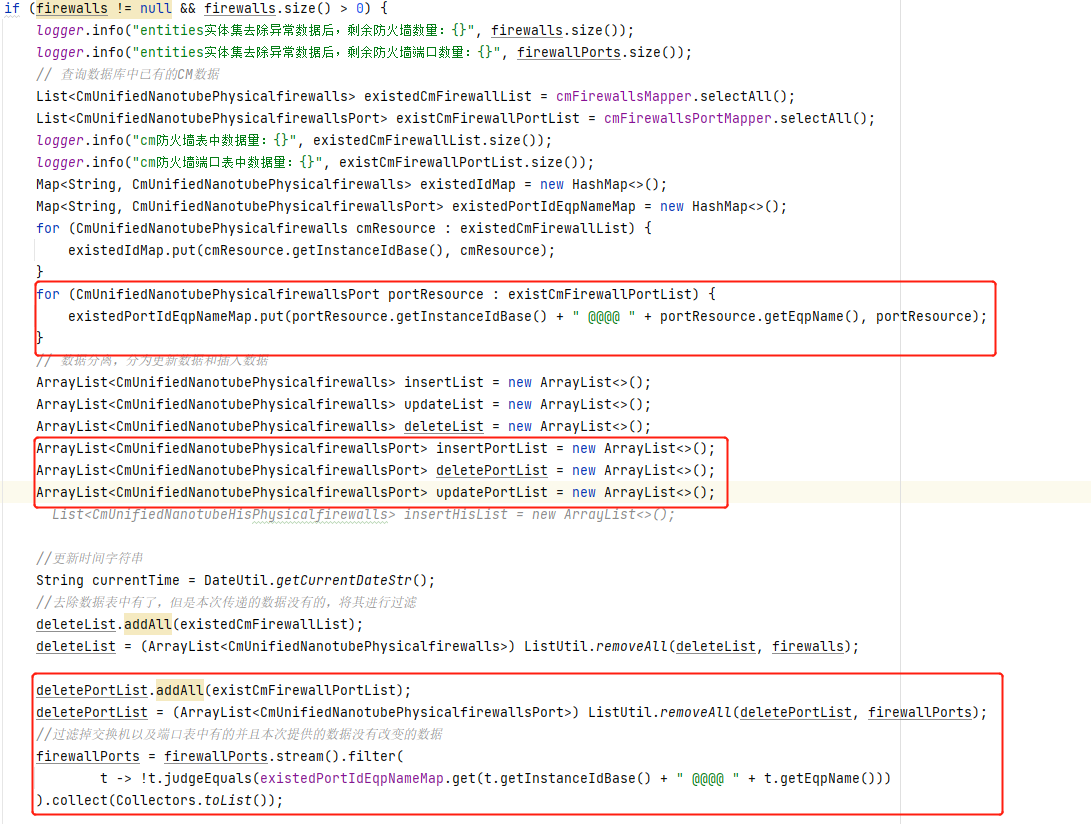 if (firewalls != null && firewalls.size() > 0) {
logger.info("entities实体集去除异常数据后，剩余防火墙数量：{}", firewalls.size());
logger.info("entities实体集去除异常数据后，剩余防火墙端口数量：{}", firewallPorts.size());
// 查询数据库中已有的CM数据
List<CmUnifiedNanotubePhysicalfirewalls> existedCmFirewallList = cmFirewallsMapper.selectAll();
List<CmUnifiedNanotubePhysicalfirewallsPort> existCmFirewallPortList = cmFirewallsPortMapper.selectAll();
logger.info("cm防火墙表中数据量：{}", existedCmFirewallList.size());
logger.info("cm防火墙端口表中数据量：{}", existCmFirewallPortList.size());
Map<String, CmUnifiedNanotubePhysicalfirewalls> existedIdMap = new HashMap<>();
Map<String, CmUnifiedNanotubePhysicalfirewallsPort> existedPortIdEqpNameMap = new HashMap<>();
for (CmUnifiedNanotubePhysicalfirewalls cmResource : existedCmFirewallList) {
existedIdMap.put(cmResource.getInstanceIdBase(), cmResource);
}
for (CmUnifiedNanotubePhysicalfirewallsPort portResource : existCmFirewallPortList) {
existedPortIdEqpNameMap.put(portResource.getInstanceIdBase() + " @@@@ " + portResource.getEqpName(), portResource);
}
// 数据分离，分为更新数据和插入数据
ArrayList<CmUnifiedNanotubePhysicalfirewalls> insertList = new ArrayList<>();
ArrayList<CmUnifiedNanotubePhysicalfirewalls> updateList = new ArrayList<>();
ArrayList<CmUnifiedNanotubePhysicalfirewalls> deleteList = new ArrayList<>();
ArrayList<CmUnifiedNanotubePhysicalfirewallsPort> insertPortList = new ArrayList<>();
ArrayList<CmUnifiedNanotubePhysicalfirewallsPort> deletePortList = new ArrayList<>();
ArrayList<CmUnifiedNanotubePhysicalfirewallsPort> updatePortList = new ArrayList<>();
List<CmUnifiedNanotubeHisPhysicalfirewalls> insertHisList = new ArrayList<>();
//更新时间字符串
String currentTime = DateUtil.getCurrentDateStr();
//去除数据表中有了，但是本次传递的数据没有的，将其进行过滤
deleteList.addAll(existedCmFirewallList);
deleteList = (ArrayList<CmUnifiedNanotubePhysicalfirewalls>) ListUtil.removeAll(deleteList, firewalls);
deletePortList.addAll(existCmFirewallPortList);
deletePortList = (ArrayList<CmUnifiedNanotubePhysicalfirewallsPort>) ListUtil.removeAll(deletePortList, firewallPorts);
//过滤掉交换机以及端口表中有的并且本次提供的数据没有改变的数据
firewallPorts = firewallPorts.stream().filter(
t -> !t.judgeEquals(existedPortIdEqpNameMap.get(t.getInstanceIdBase() + " @@@@ " + t.getEqpName()))
).collect(Collectors.toList());